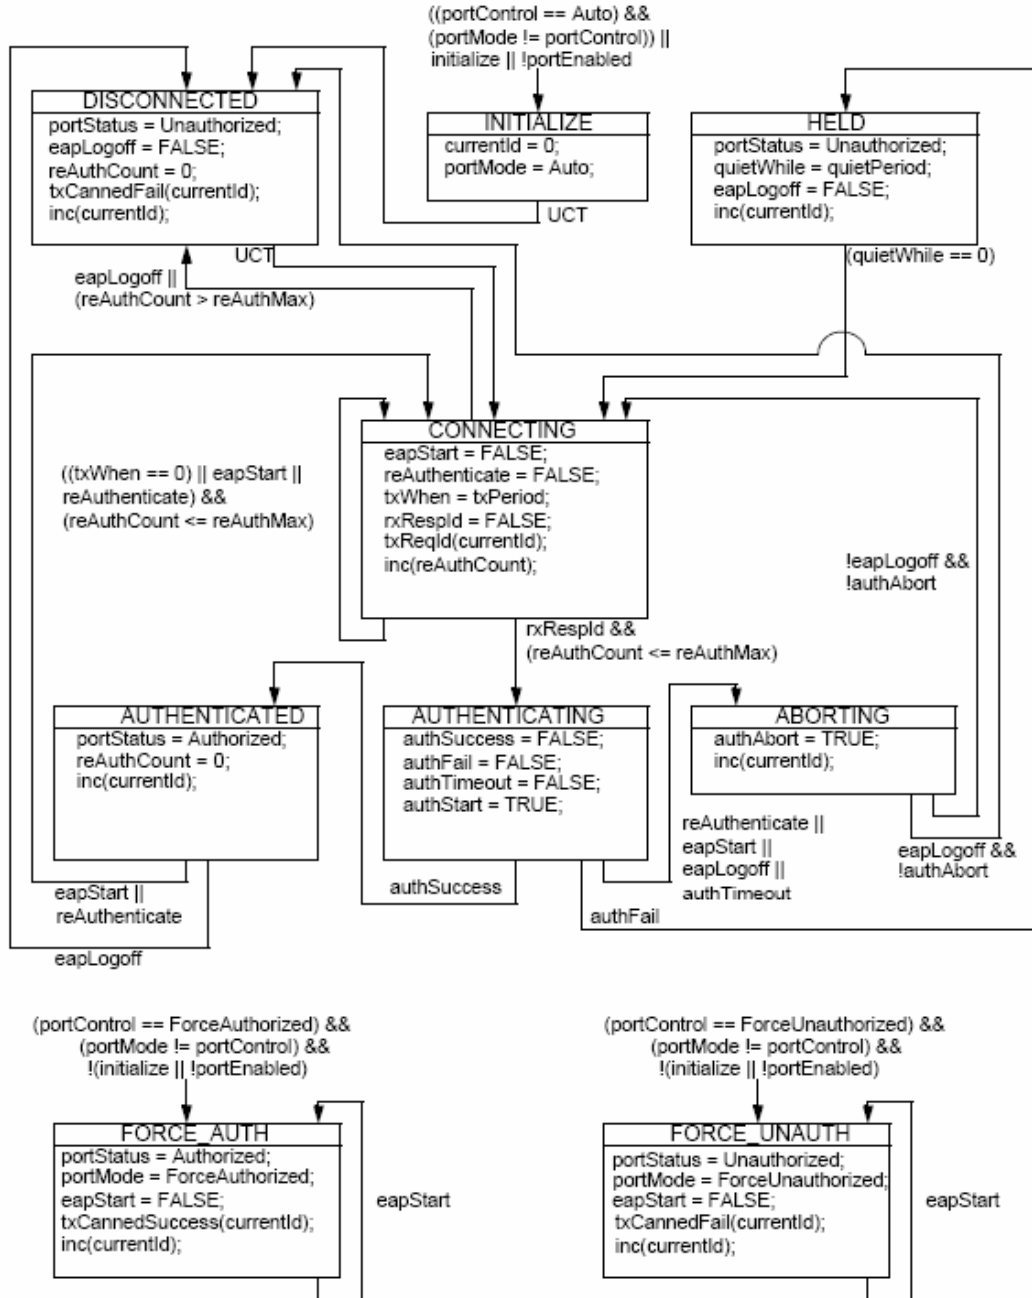 ((portControl == Auto) &&
(portMode != portControl)) ||
initialize || !portEnabled
DISCONNECTED
portStatus = Unauthorized;
eapLogoff = FALSE;
reAuthCount = 0;
txCannedFail(currentId);
inc(currentId);
INITIALIZE
currentId = 0;
portMode = Auto;
HELD
portStatus = Unauthorized;
quietWhile = quietPeriod;
eapLogoff = FALSE;
inc(currentId);
UCT
UCT
(quietWhile == 0)
eapLogoff ||
(reAuthCount > reAuthMax)
CONNECTING
eapStart = FALSE;
reAuthenticate = FALSE;
txWhen = txPeriod;
rxRespId = FALSE;
txReqId(currentId);
inc(reAuthCount);
((txWhen == 0) || eapStart ||
reAuthenticate) &&
(reAuthCount <= reAuthMax)
!eapLogoff &&
!authAbort
rxRespId &&
(reAuthCount <= reAuthMax)
AUTHENTICATED
portStatus = Authorized;
reAuthCount = 0;
inc(currentId);
AUTHENTICATING
authSuccess = FALSE;
authFail = FALSE;
authTimeout = FALSE;
authStart = TRUE;
ABORTING
authAbort = TRUE;
inc(currentId);
reAuthenticate ||
eapStart ||
eapLogoff ||
authTimeout
eapLogoff &&
!authAbort
authSuccess
authFail
eapStart ||
reAuthenticate
eapLogoff
(portControl == ForceAuthorized) &&
(portMode != portControl) &&
!(initialize || !portEnabled)
FORCE_AUTH
portStatus = Authorized;
portMode = ForceAuthorized;
eapStart = FALSE;
txCannedSuccess(currentId);
inc(currentId);
eapStart
(portControl == ForceUnauthorized) &&
(portMode != portControl) &&
!(initialize || !portEnabled)
FORCE_UNAUTH
portStatus = Unauthorized;
portMode = ForceUnauthorized;
eapStart = FALSE;
txCannedFail(currentId);
inc(currentId);
eapStart